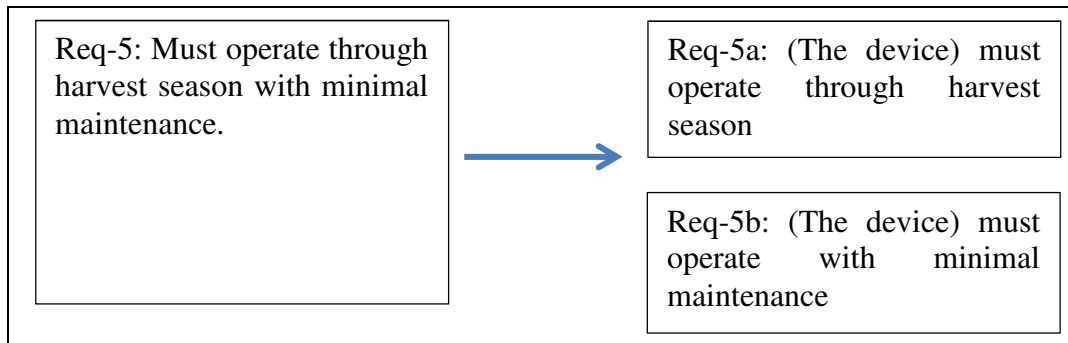 Req-5: Must operate through
harvest season with minimal
maintenance.
Req-5a: (The device) must
operate through harvest
season
Req-5b: (The device) must
operate with minimal
maintenance